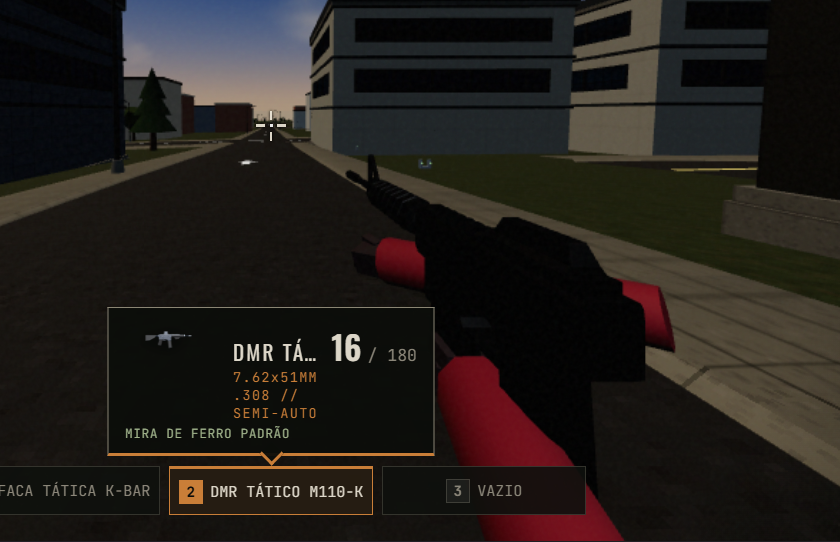 DMR TÁ... 16 / 180
7.62x51MM
.308 //
SEMI-AUTO
MIRA DE FERRO PADRÃO
FACA TÁTICA K-BAR
2 DMR TÁTICO M110-K
3 VAZIO